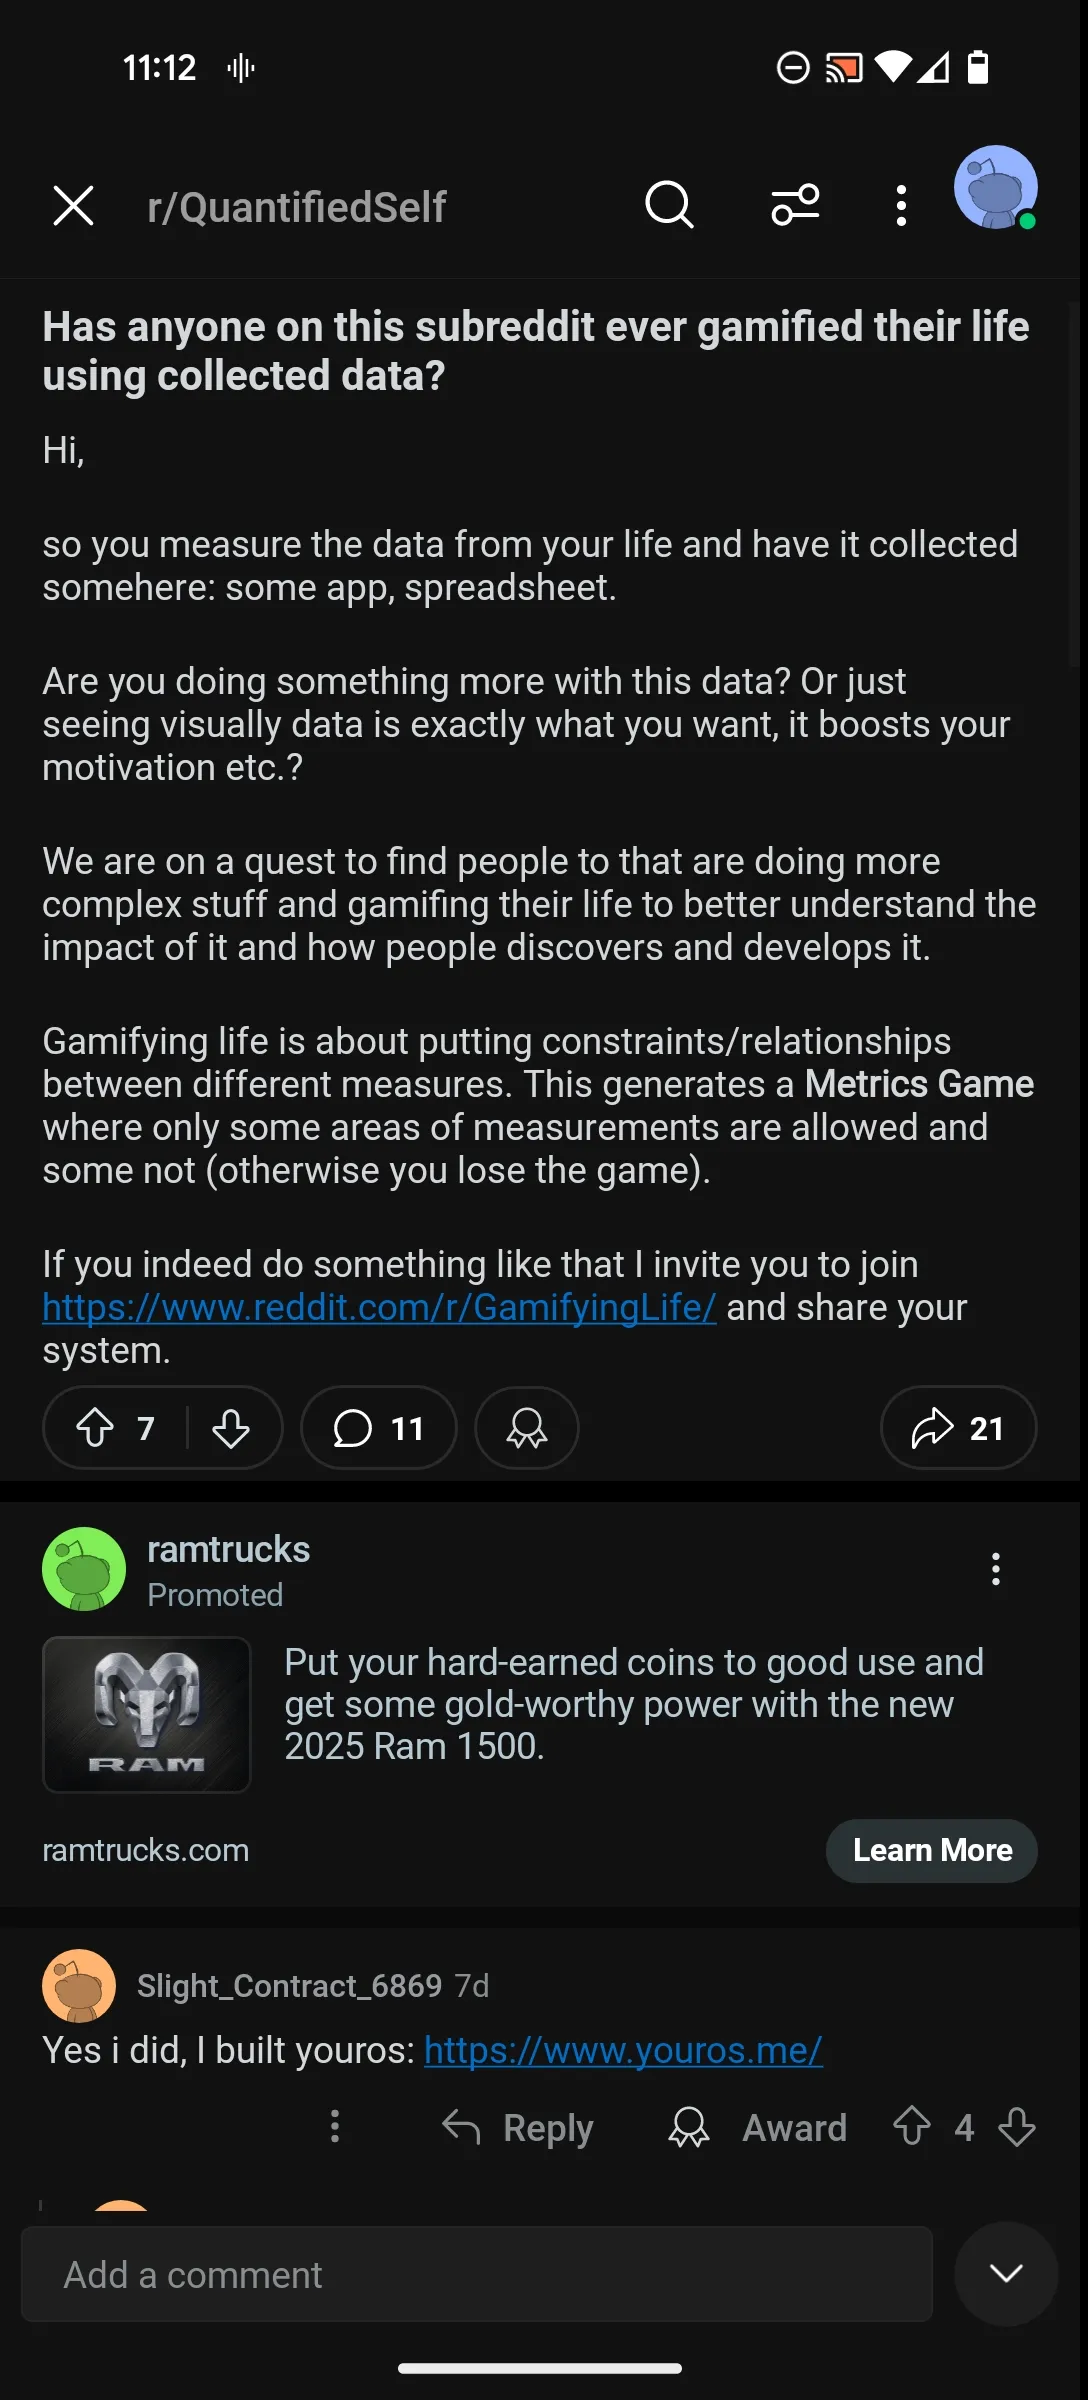 11:12
r/QuantifiedSelf
Has anyone on this subreddit ever gamified their life
using collected data?
Hi,
so you measure the data from your life and have it collected
somehere: some app, spreadsheet.
Are you doing something more with this data? Or just
seeing visually data is exactly what you want, it boosts your
motivation etc.?
We are on a quest to find people to that are doing more
complex stuff and gamifing their life to better understand the
impact of it and how people discovers and develops it.
Gamifying life is about putting constraints/relationships
between different measures. This generates a Metrics Game
where only some areas of measurements are allowed and
some not (otherwise you lose the game).
If you indeed do something like that I invite you to join
https://www.reddit.com/r/GamifyingLife/ and share your
system.
7 11 21
ramtrucks
Promoted
RAM
Put your hard-earned coins to good use and
get some gold-worthy power with the new
2025 Ram 1500.
ramtrucks.com Learn More
Slight_Contract_6869 7d
Yes i did, I built youros: https://www.youros.me/
Reply Award 4
Add a comment